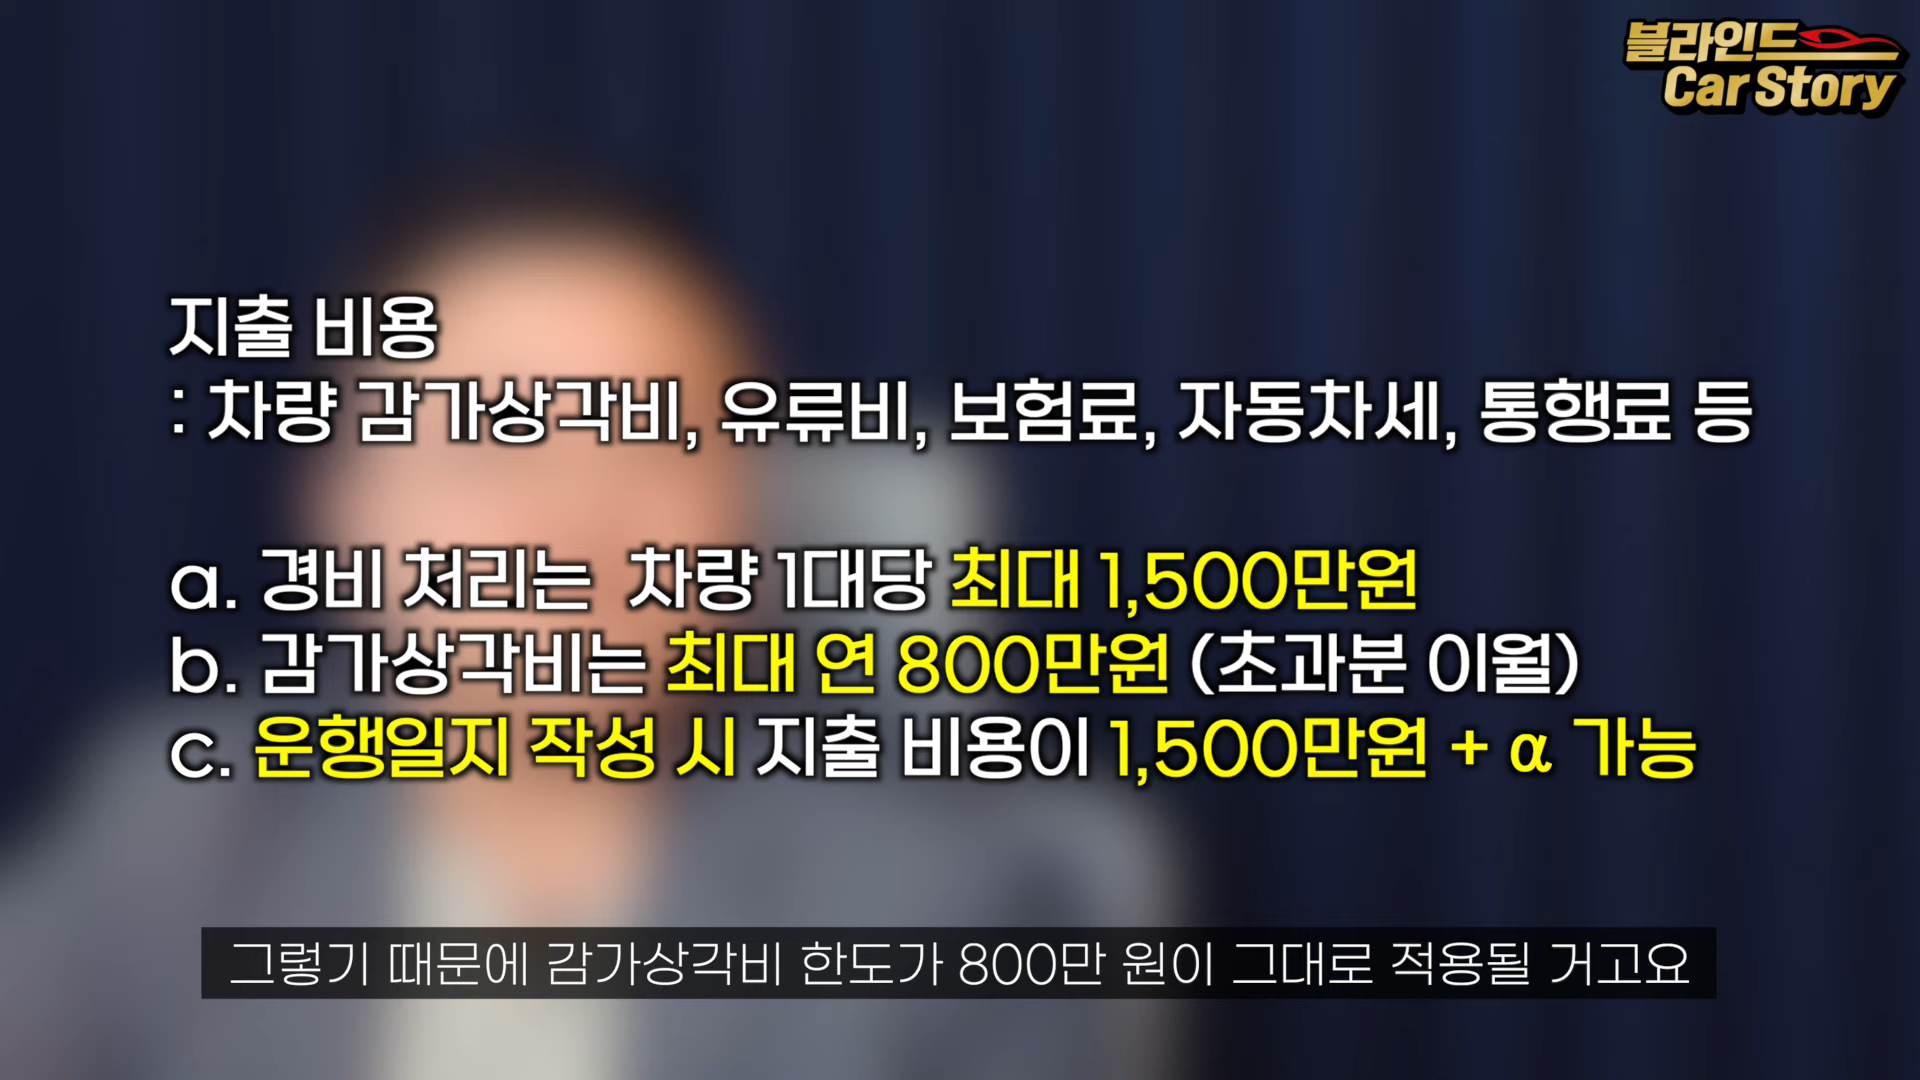 블라인드
Car Story
지출 비용
: 차량 감가상각비, 유류비, 보험료, 자동차세, 통행료 등
a. 경비 처리는 차량 1대당 최대 1,500만원
b. 감가상각비는 최대 연 800만원 (초과분 이월)
c. 운행일지 작성 시 지출 비용이 1,500만원 + α 가능
그렇기 때문에 감가상각비 한도가 800만 원이 그대로 적용될 거고요